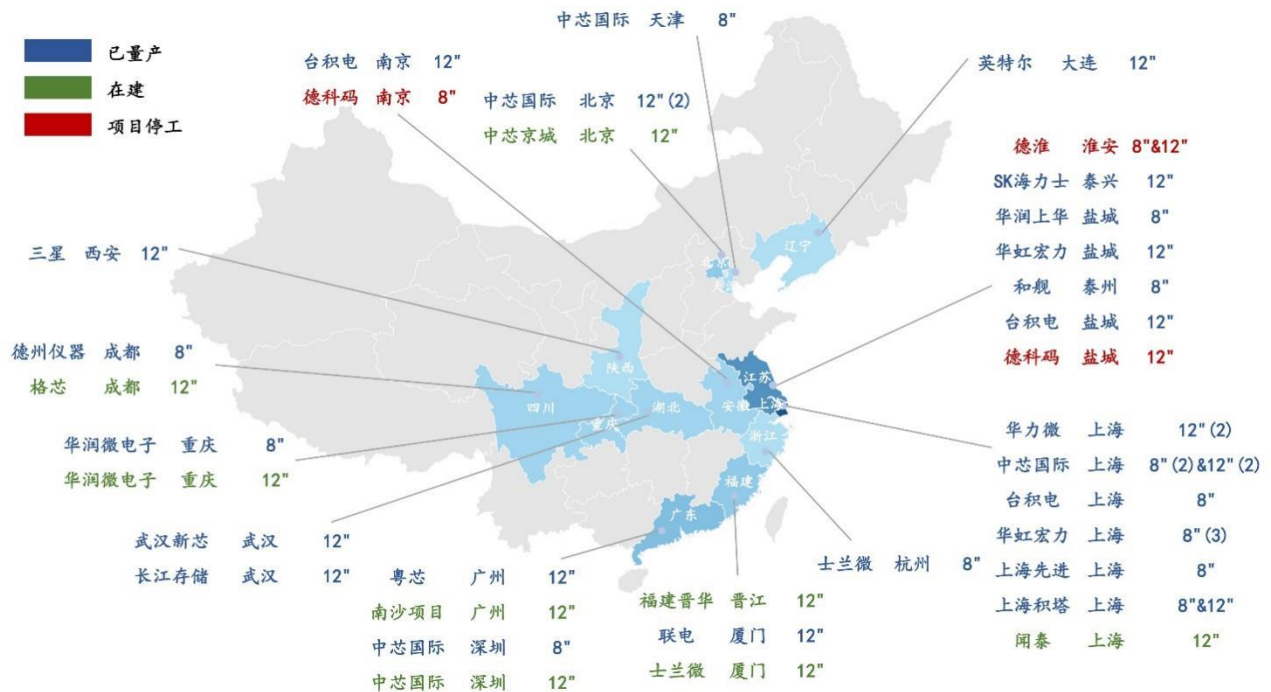 已量产
在建
项目停工
中芯国际 天津 8"
台积电 南京 12"
德科码 南京 8"
中芯国际 北京 12"(2)
中芯京城 北京 12"
英特尔 大连 12"
德淮 淮安 8"&12"
SK海力士 泰兴 12"
华润上华 盐城 8"
华虹宏力 盐城 12"
和舰 泰州 8"
台积电 盐城 12"
德科码 盐城 12"
三星 西安 12"
德州仪器 成都 8"
格芯 成都 12"
华润微电子 重庆 8"
华润微电子 重庆 12"
武汉新芯 武汉 12"
长江存储 武汉 12"
粤芯 广州 12"
南沙项目 广州 12"
中芯国际 深圳 8"
中芯国际 深圳 12"
福建晋华 晋江 12"
联电 厦门 12"
士兰微 厦门 12"
士兰微 杭州 8"
华力微 上海 12"(2)
中芯国际 上海 8"(2)&12"(2)
台积电 上海 8"
华虹宏力 上海 8"(3)
上海先进 上海 8"
上海积塔 上海 8"&12"
闻泰 上海 12"
辽宁
陕西
四川
重庆
湖北
安徽
江苏
上海
浙江
福建
广东